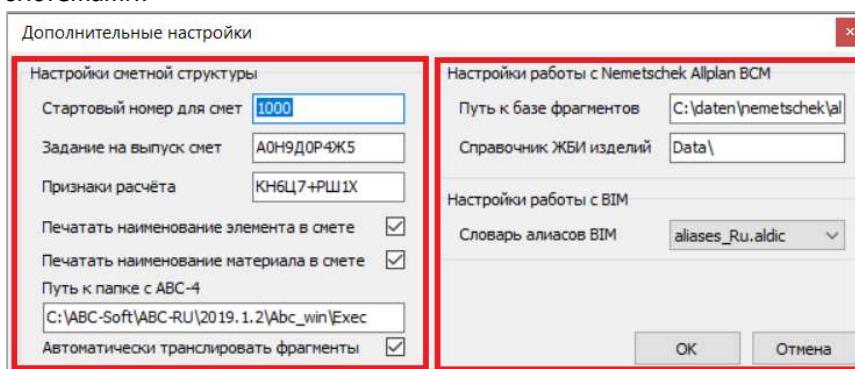 Дополнительные настройки
Настройки сметной структуры
Стартовый номер для смет 1000
Задание на выпуск смет А0Н9Д0Р4Ж5
Признаки расчёта КН6Ц7+РШ1Х
Печатать наименование элемента в смете
Печатать наименование материала в смете
Путь к папке с АВС-4
C:\ABC-Soft\ABC-RU\2019.1.2\Abc_win\Exec
Автоматически транслировать фрагменты
Настройки работы с Nemetschek Allplan BCM
Путь к базе фрагментов C:\daten\nemetschek\al
Справочник ЖБИ изделий Data\
Настройки работы с BIM
Словарь алиасов BIM aliases_Ru.aldic
OK Отмена